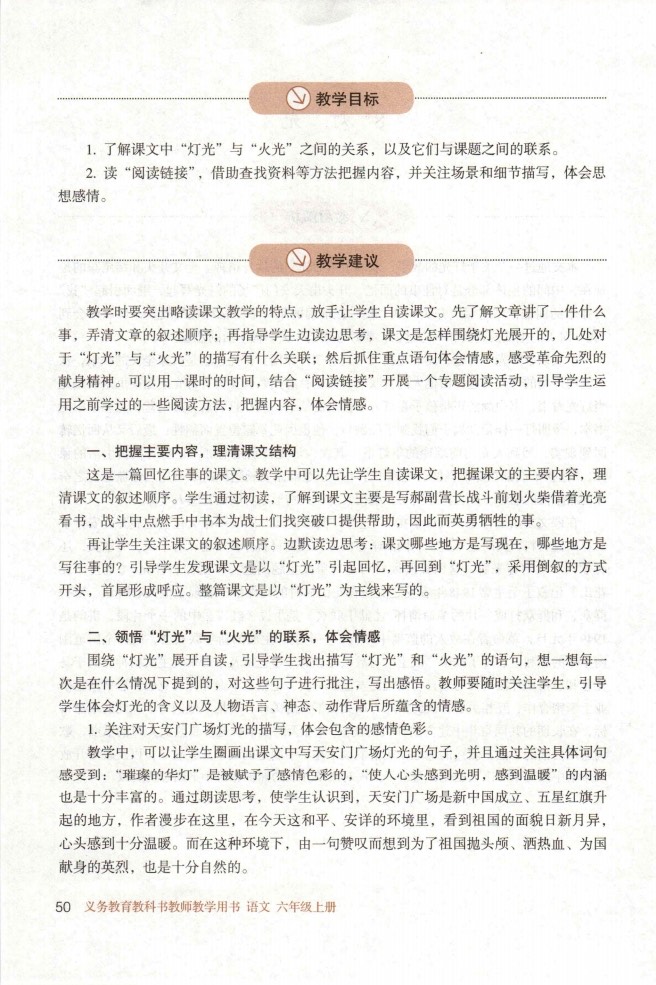 教学目标
1. 了解课文中“灯光”与“火光”之间的关系，以及它们与课题之间的联系。
2. 读“阅读链接”，借助查找资料等方法把握内容，并关注场景和细节描写，体会思
想感情。
教学建议
教学时要突出略读课文教学的特点，放手让学生自读课文。先了解文章讲了一件什么
事，弄清文章的叙述顺序；再指导学生边读边思考，课文是怎样围绕灯光展开的，几处对
于“灯光”与“火光”的描写有什么关联；然后抓住重点语句体会情感，感受革命先烈的
献身精神。可以用一课时的时间，结合“阅读链接”开展一个专题阅读活动，引导学生运
用之前学过的一些阅读方法，把握内容，体会情感。
一、把握主要内容，理清课文结构
这是一篇回忆往事的课文。教学中可以先让学生自读课文，把握课文的主要内容，理
清课文的叙述顺序。学生通过初读，了解到课文主要是写郝副营长战斗前划火柴借着光亮
看书，战斗中点燃手中书本为战士们找突破口提供帮助，因此而英勇牺牲的事。
再让学生关注课文的叙述顺序。边默读边思考：课文哪些地方是写现在，哪些地方是
写往事的？引导学生发现课文是以“灯光”引起回忆，再回到“灯光”，采用倒叙的方式
开头，首尾形成呼应。整篇课文是以“灯光”为主线来写的。
二、领悟“灯光”与“火光”的联系，体会情感
围绕“灯光”展开自读，引导学生找出描写“灯光”和“火光”的语句，想一想每一
次是在什么情况下提到的，对这些句子进行批注，写出感悟。教师要随时关注学生，引导
学生体会灯光的含义以及人物语言、神态、动作背后所蕴含的情感。
1. 关注对天安门广场灯光的描写，体会包含的感情色彩。
教学中，可以让学生圈画出课文中写天安门广场灯光的句子，并且通过关注具体词句
感受到：“璀璨的华灯”是被赋予了感情色彩的，“使人心头感到光明，感到温暖”的内涵
也是十分丰富的。通过朗读思考，使学生认识到，天安门广场是新中国成立、五星红旗升
起的地方，作者漫步在这里，在今天这和平、安详的环境里，看到祖国的面貌日新月异，
心头感到十分温暖。而在这种环境下，由一句赞叹而想到为了祖国抛头颅、洒热血、为国
献身的英烈，也是十分自然的。
50 义务教育教科书教师教学用书 语文 六年级上册